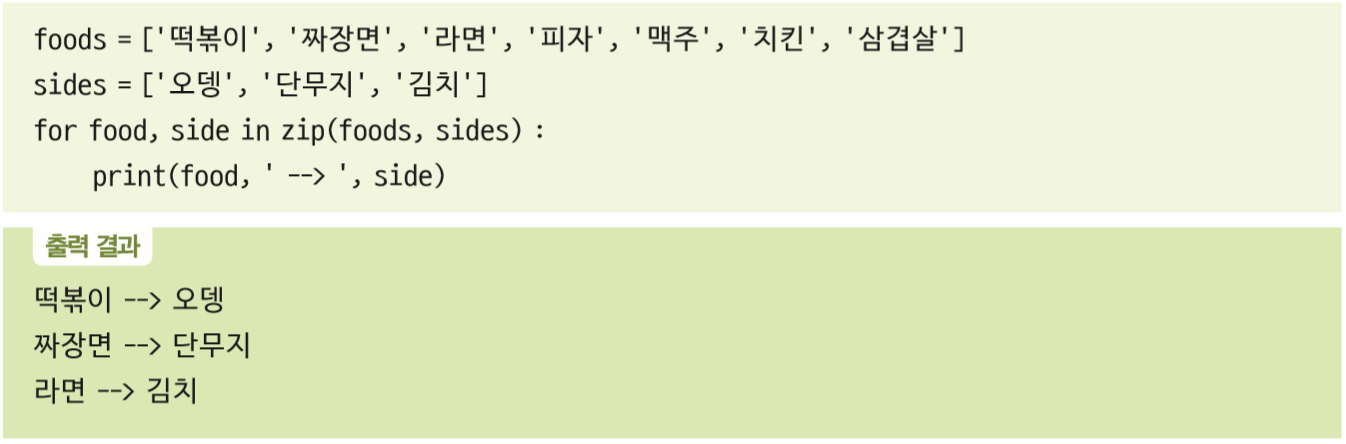 foods = ['떡볶이', '짜장면', '라면', '피자', '맥주', '치킨', '삼겹살']
sides = ['오뎅', '단무지', '김치']
for food, side in zip(foods, sides) :
    print(food, ' --> ', side)
출력 결과
떡볶이 --> 오뎅
짜장면 --> 단무지
라면 --> 김치